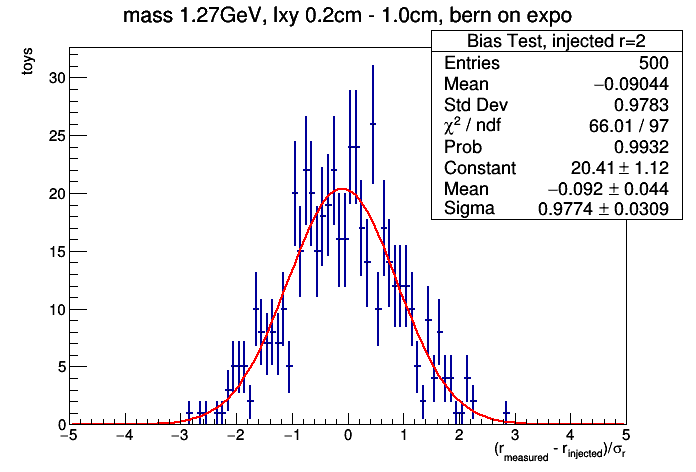 mass 1.27GeV, lxy 0.2cm - 1.0cm, bern on expo
Bias Test, injected r=2
Entries 500
Mean −0.09044
Std Dev 0.9783
χ² / ndf 66.01 / 97
Prob 0.9932
Constant 20.41 ± 1.12
Mean −0.092 ± 0.044
Sigma 0.9774 ± 0.0309
toys
30
25
20
15
10
5
0
−5 −4 −3 −2 −1 0 1 2 3 4 5
(r_measured - r_injected)/σ_r